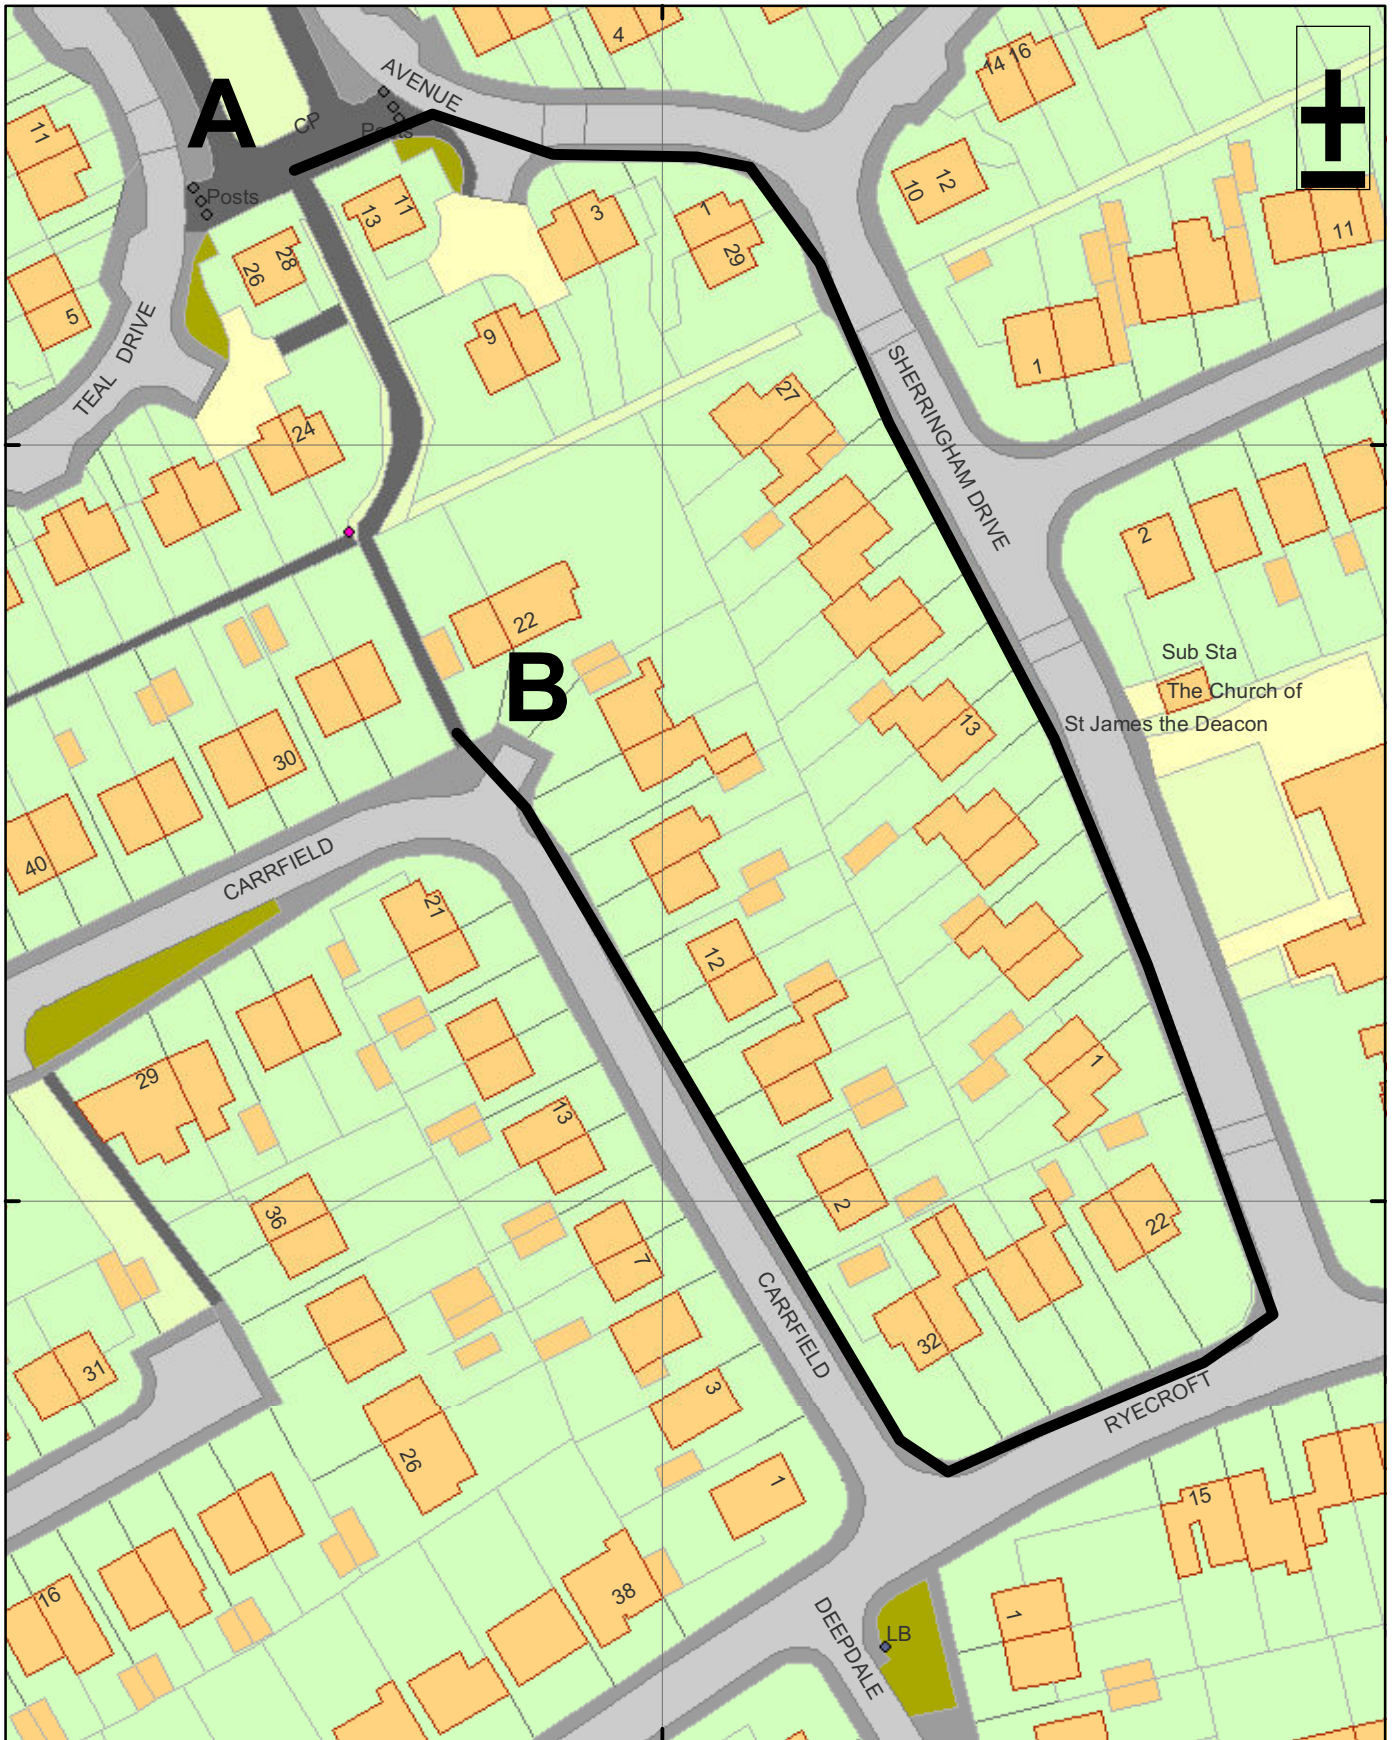 4
AVENUE
14 16
A
CP
Posts
11
10 12
Posts
13 11
3
1
29
11
26 28
5
TEAL DRIVE
9
1
SHERRINGHAM DRIVE
27
24
2
22
B
Sub Sta
The Church of
St James the Deacon
13
30
40
CARRFIELD
21
12
29
13
1
36
2
7
22
CARRFIELD
32
31
3
RYECROFT
26
1
15
16
38
DEEPDALE
1
LB